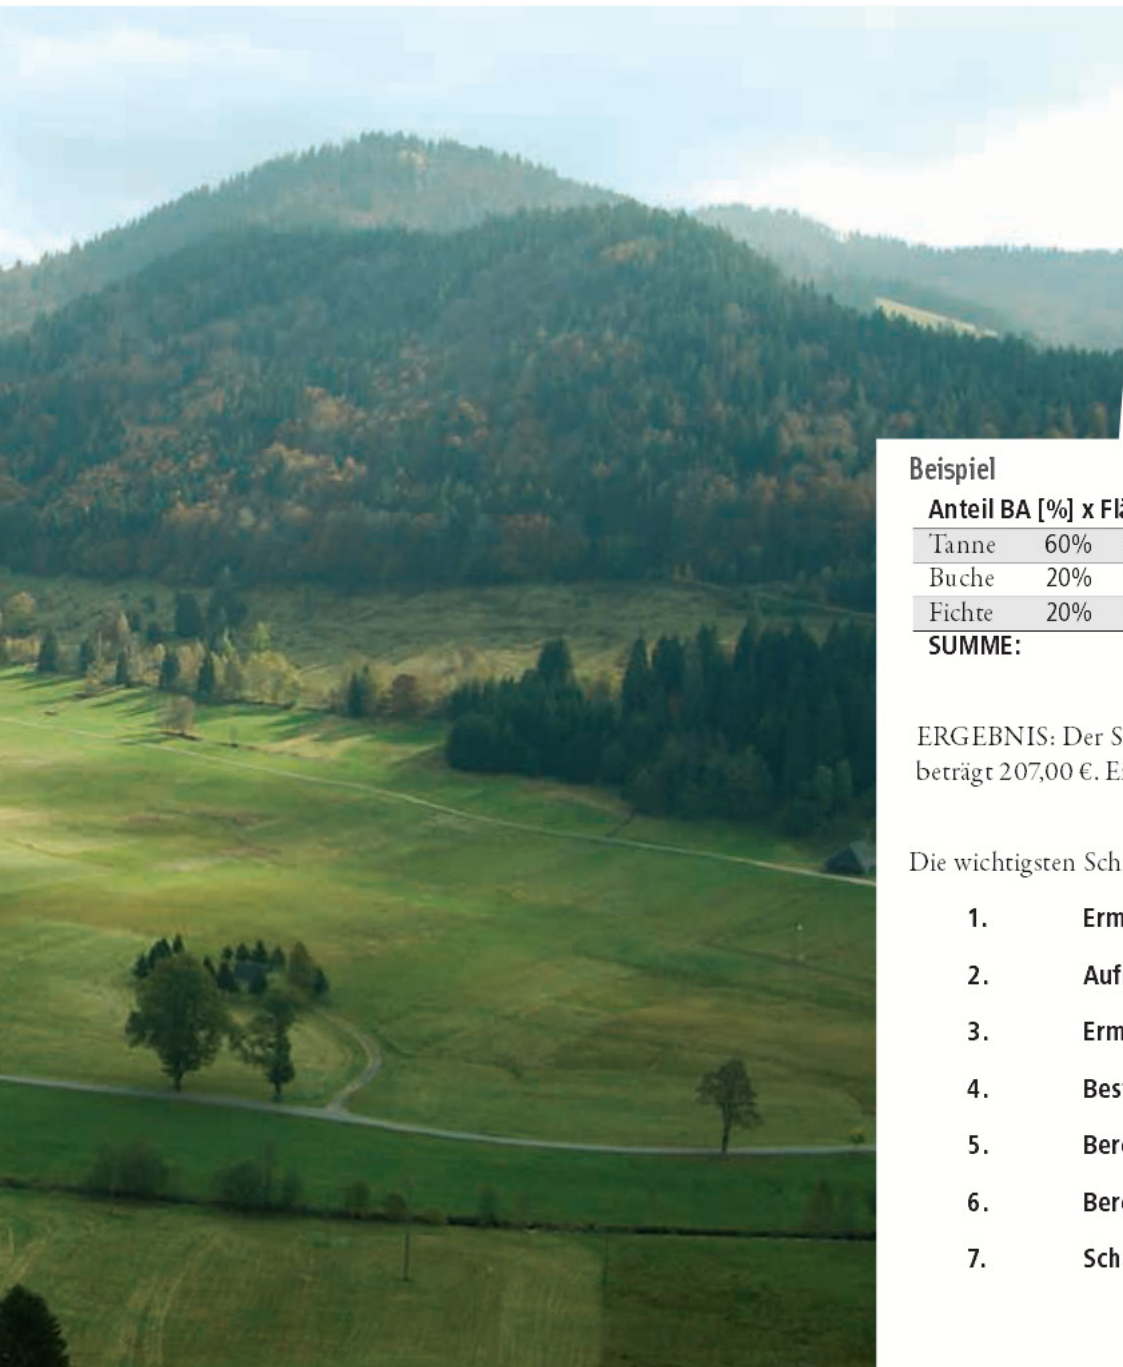 Beispiel
Anteil BA [%] x Flä
Tanne 60%
Buche 20%
Fichte 20%
SUMME:
ERGEBNIS: Der S
beträgt 207,00 €. E
Die wichtigsten Sch
1. Erm
2. Auf
3. Erm
4. Bes
5. Ber
6. Ber
7. Sch